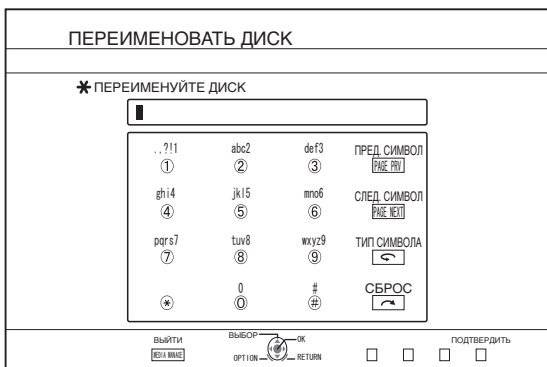 ПЕРЕИМЕНОВАТЬ ДИСК
✱ ПЕРЕИМЕНУЙТЕ ДИСК
.,?!1 abc2 def3 ПРЕД. СИМВОЛ
① ② ③ PAGE PRV
ghi4 jkl5 mno6 СЛЕД. СИМВОЛ
④ ⑤ ⑥ PAGE NEXT
pqrs7 tuv8 wxyz9 ТИП СИМВОЛА
⑦ ⑧ ⑨
0 # СБРОС
✱ 0 #
ВЫЙТИ ВЫБОР OK ПОДТВЕРДИТЬ
MEDIA MANAGE OPTION RETURN